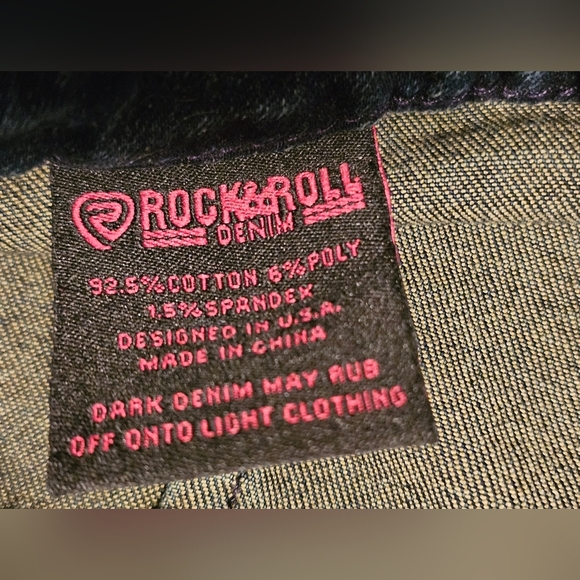 ROCK & ROLL
DENIM
92.5% COTTON 6% POLY
1.5% SPANDEX
DESIGNED IN U.S.A.
MADE IN CHINA
DARK DENIM MAY RUB
OFF ONTO LIGHT CLOTHING